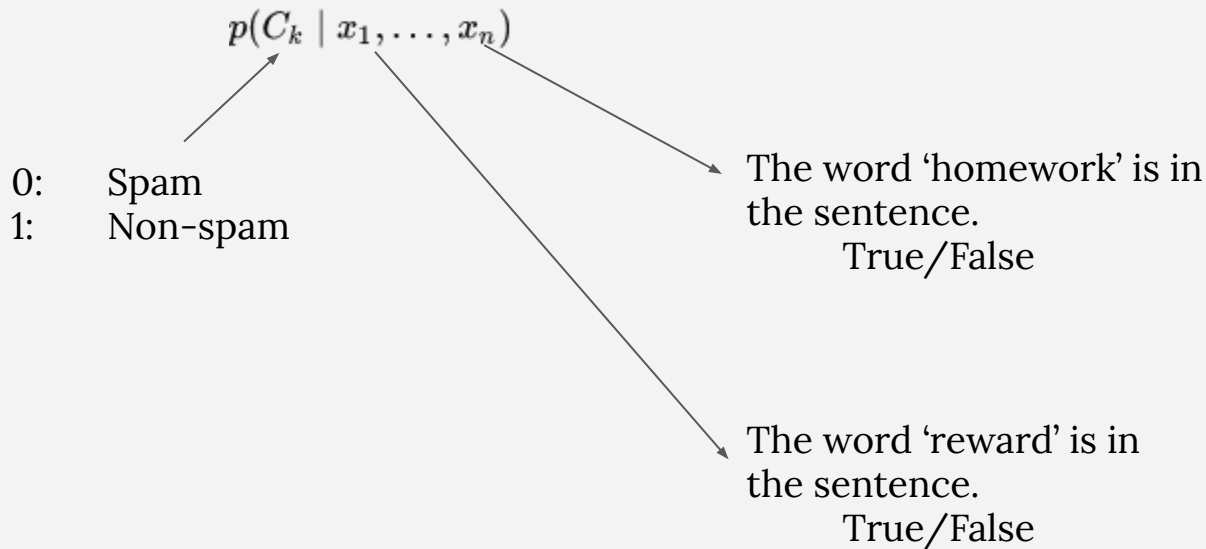 p(C_k | x_1, . . . , x_n)
0: Spam
1: Non-spam
The word ‘homework’ is in
the sentence.
True/False
The word ‘reward’ is in
the sentence.
True/False